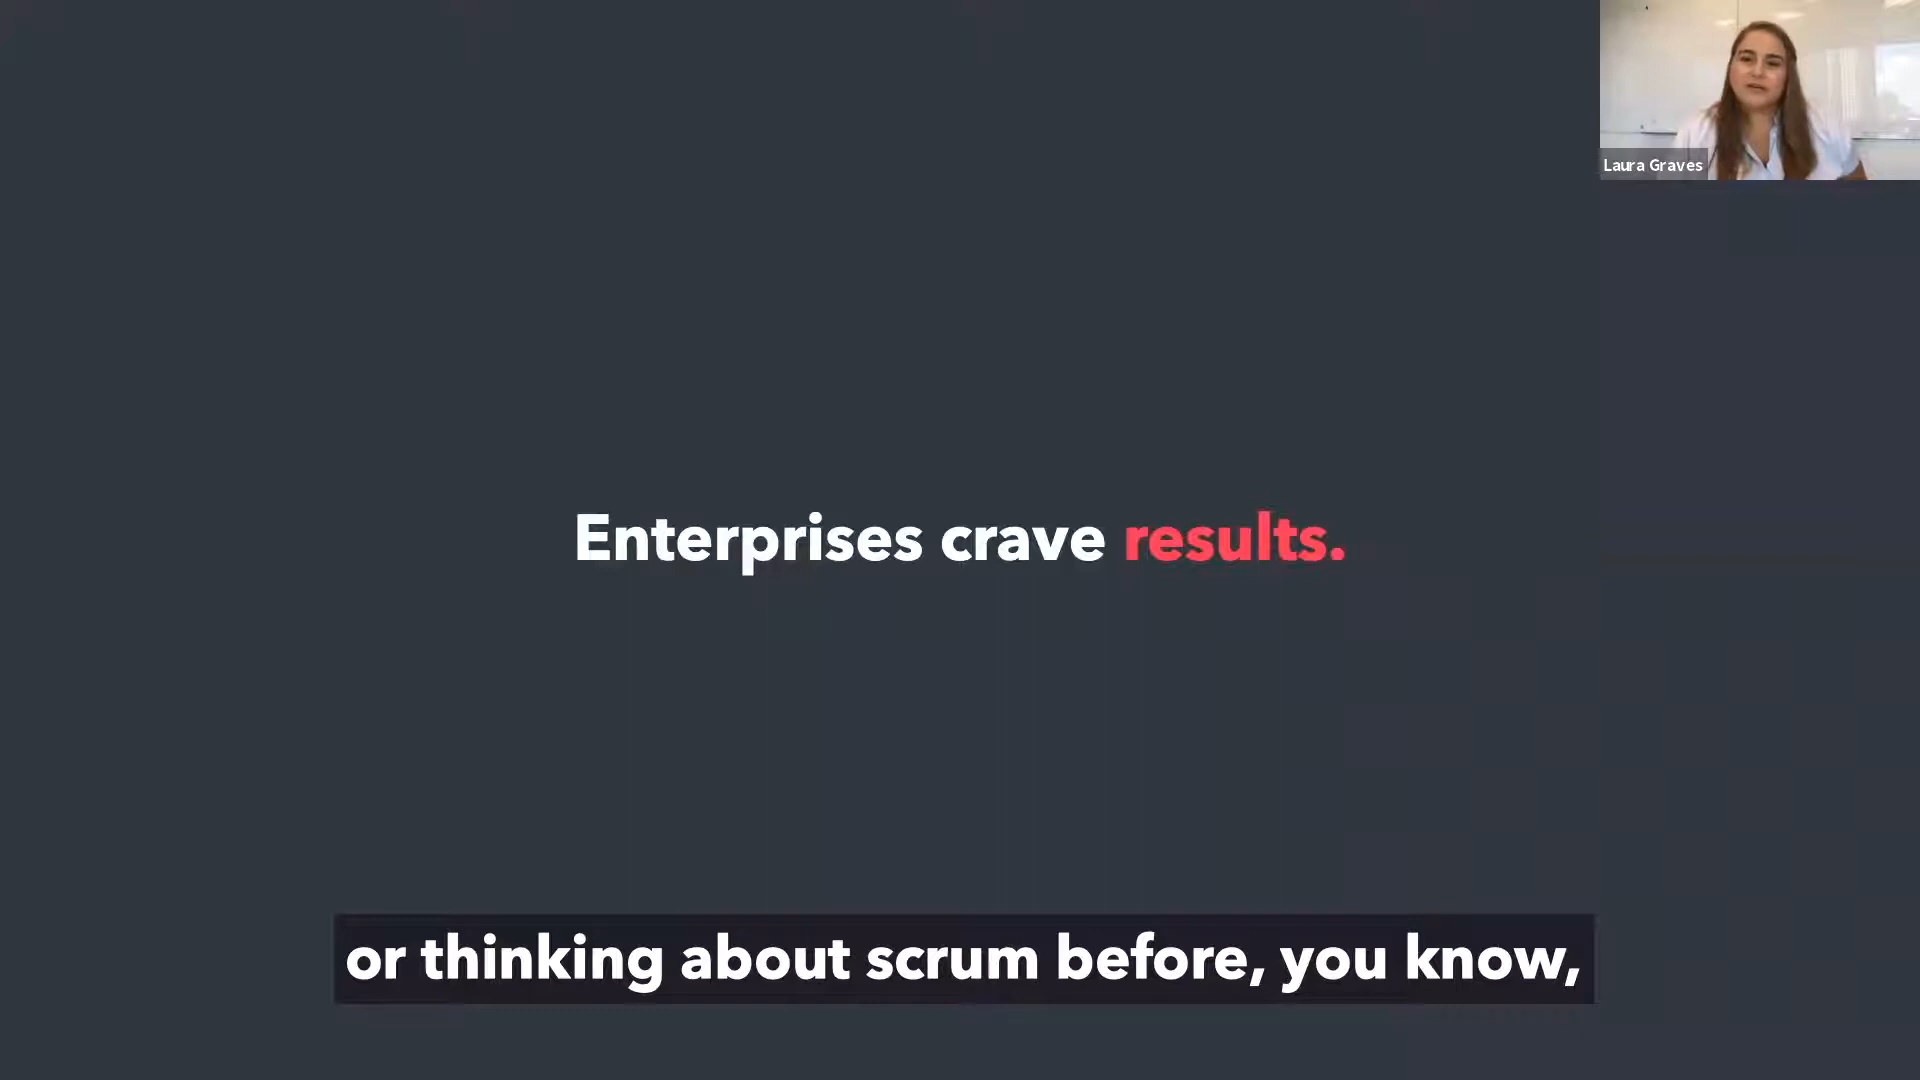 Laura Graves
Enterprises crave results.
or thinking about scrum before, you know,